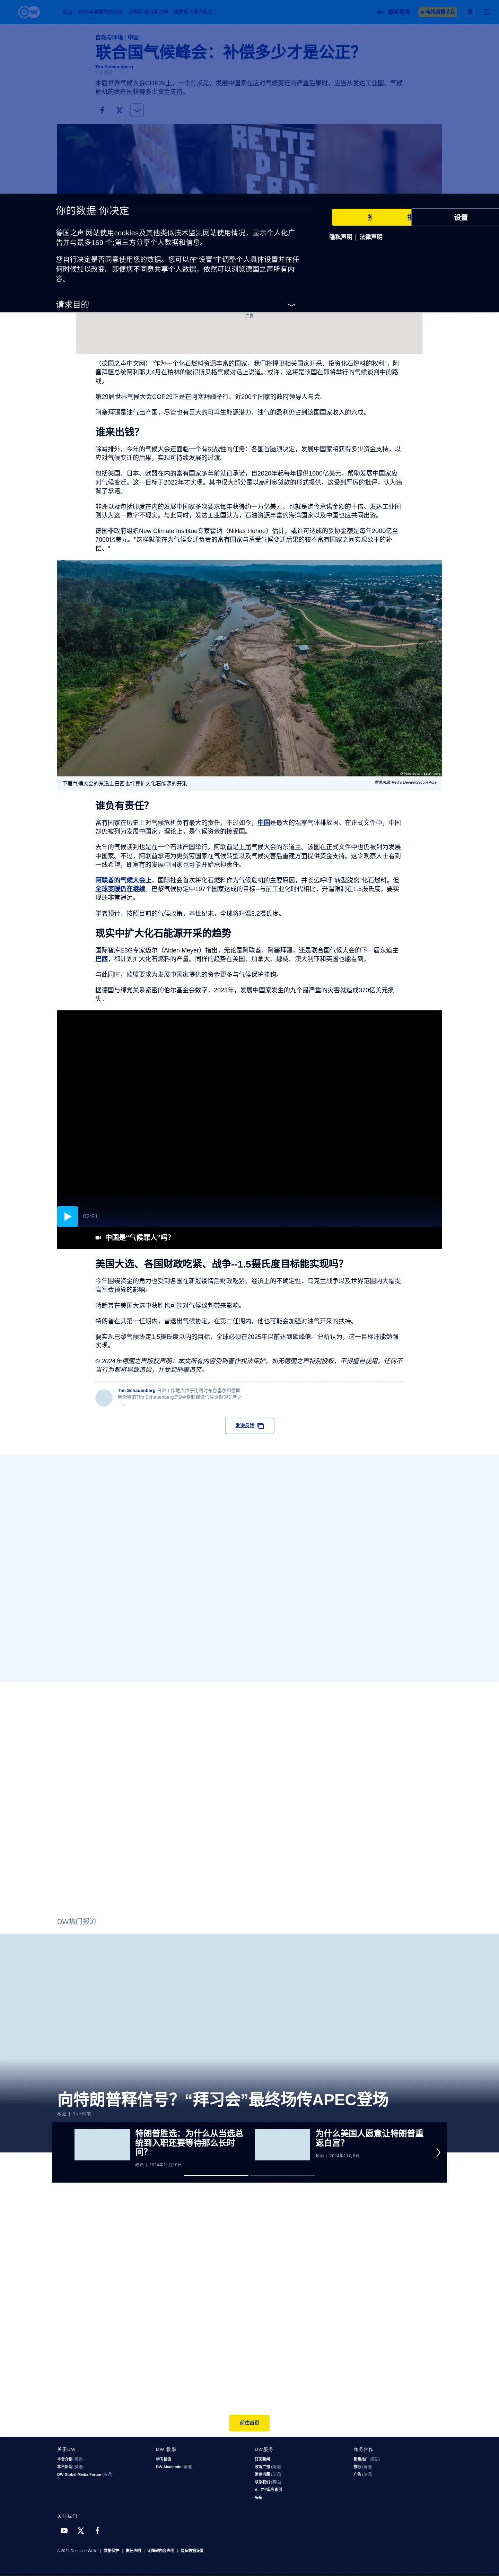 DW
自然与环境 | 中国
联合国气候峰会：补偿多少才是公正？
Tim Schauenberg
本届世界气候大会COP29上，一个焦点是，发展中国家在应对气候变迁的严重后果时，应当从发达工业国、气候危机的责任国获得多少资金支持。
RETTE
DIE
ERDE
你的数据 你决定
德国之声 网站使用cookies及其他类似技术监测网站使用情况，显示个人化广告并与最多169 个;第三方分享个人数据和信息。
您自行决定是否同意使用您的数据。您可以在"设置"中调整个人具体设置并在任何时候加以改变。即使您不同意共享个人数据，依然可以浏览德国之声所有内容。
请求目的
设置
隐私声明 | 法律声明
广告
（德国之声中文网）"作为一个化石燃料资源丰富的国家，我们将捍卫相关国家开采、投资化石燃料的权利"，阿塞拜疆总统阿利耶夫4月在柏林的彼得斯贝格气候对话上说道。或许，这将是该国在即将举行的气候谈判中的路线。
第29届世界气候大会COP29正是在阿塞拜疆举行。近200个国家的政府领导人与会。
阿塞拜疆是油气出产国，尽管也有巨大的可再生能源潜力，油气的盈利仍占到该国国家收入的六成。
谁来出钱？
除减排外，今年的气候大会还面临一个有挑战性的任务：各国首脑须决定，发展中国家将获得多少资金支持，以应对气候变迁的后果，实现可持续发展的过渡。
包括美国、日本、欧盟在内的富有国家多年前就已承诺，自2020年起每年提供1000亿美元，帮助发展中国家应对气候变迁。这一目标于2022年才实现。其中很大部分是以高利息贷款的形式提供，这受到严厉的批评，认为违背了承诺。
非洲以及包括印度在内的发展中国家多次要求每年获得约一万亿美元，也就是迄今承诺金额的十倍。发达工业国则认为这一数字不现实。与此同时，发达工业国认为，石油资源丰富的海湾国家以及中国也应共同出资。
德国非政府组织New Climate Insititue专家霍讷（Niklas Höhne）估计，或许可达成的妥协金额是每年2000亿至7000亿美元。"这样就能在为气候变迁负责的富有国家与承受气候变迁后果的较不富有国家之间实现公平的补偿。"
下届气候大会的东道主巴西也打算扩大化石能源的开采
图像来源: Pedro Devani/Secom Acre
谁负有责任？
富有国家在历史上对气候危机负有最大的责任，不过如今，中国是最大的温室气体排放国。在正式文件中，中国却仍被列为发展中国家，理论上，是气候资金的接受国。
去年的气候谈判也是在一个石油产国举行。阿联酋是上届气候大会的东道主。该国在正式文件中也仍被列为发展中国家。不过，阿联酋承诺为更贫穷国家在气候转型以及气候灾害后重建方面提供资金支持。这令观察人士看到一线希望，即富有的发展中国家也可能开始承担责任。
阿联酋的气候大会上，国际社会首次将化石燃料作为气候危机的主要原因，并长远呼吁"转型脱离"化石燃料。但全球变暖仍在继续。巴黎气候协定中197个国家达成的目标--与前工业化时代相比，升温限制在1.5摄氏度，要实现还非常遥远。
学者预计，按照目前的气候政策，本世纪末，全球将升温3.2摄氏度。
现实中扩大化石能源开采的趋势
国际智库E3G专家迈尔（Alden Meyer）指出，无论是阿联酋、阿塞拜疆，还是联合国气候大会的下一届东道主巴西，都计划扩大化石燃料的产量。同样的趋势在美国、加拿大、挪威、澳大利亚和英国也能看到。
与此同时，欧盟要求为发展中国家提供的资金更多与气候保护挂钩。
据德国与绿党关系紧密的伯尔基金会数字，2023年，发展中国家发生的九个最严重的灾害就造成370亿美元损失。
02:51
中国是"气候罪人"吗？
美国大选、各国财政吃紧、战争--1.5摄氏度目标能实现吗？
今年围绕资金的角力也受到各国在新冠疫情后财政吃紧、经济上的不确定性、乌克兰战争以及世界范围内大幅提高军费预算的影响。
特朗普在美国大选中获胜也可能对气候谈判带来影响。
特朗普在其第一任期内，曾退出气候协定。在第二任期内，他也可能会加强对油气开采的扶持。
要实现巴黎气候协定1.5摄氏度以内的目标，全球必须在2025年以前达到碳峰值。分析认为，这一目标还能勉强实现。
© 2024年德国之声版权声明：本文所有内容受到著作权法保护，如无德国之声特别授权，不得擅自使用。任何不当行为都将导致追偿，并受到刑事追究。
Tim Schauenberg 日常工作地点位于比利时布鲁塞尔和德国明斯特的Tim Schauenberg是DW专职报道气候话题的记者之一。
发送反馈
DW热门报道
向特朗普释信号？"拜习会"最终场传APEC登场
政治 | 6 小时前
特朗普胜选：为什么从当选总统到入职还要等待那么长时间？
政治 | 2024年11月10日
为什么美国人愿意让特朗普重返白宫？
政治 | 2024年11月8日
前往首页
关于DW
本台介绍 (英语)
本台新闻 (英语)
DW Global Media Forum (英语)
DW 教学
学习德语
DW Akademie (英语)
DW服务
订阅新闻
收听广播 (英语)
常见问题 (英语)
联系我们 (英语)
A - Z字母序索引
头条
商务合作
销售推广 (英语)
旅行 (英语)
广告 (英语)
关注我们
© 2024 Deutsche Welle | 数据保护 | 责任声明 | 无障碍内容声明 | 隐私数据设置